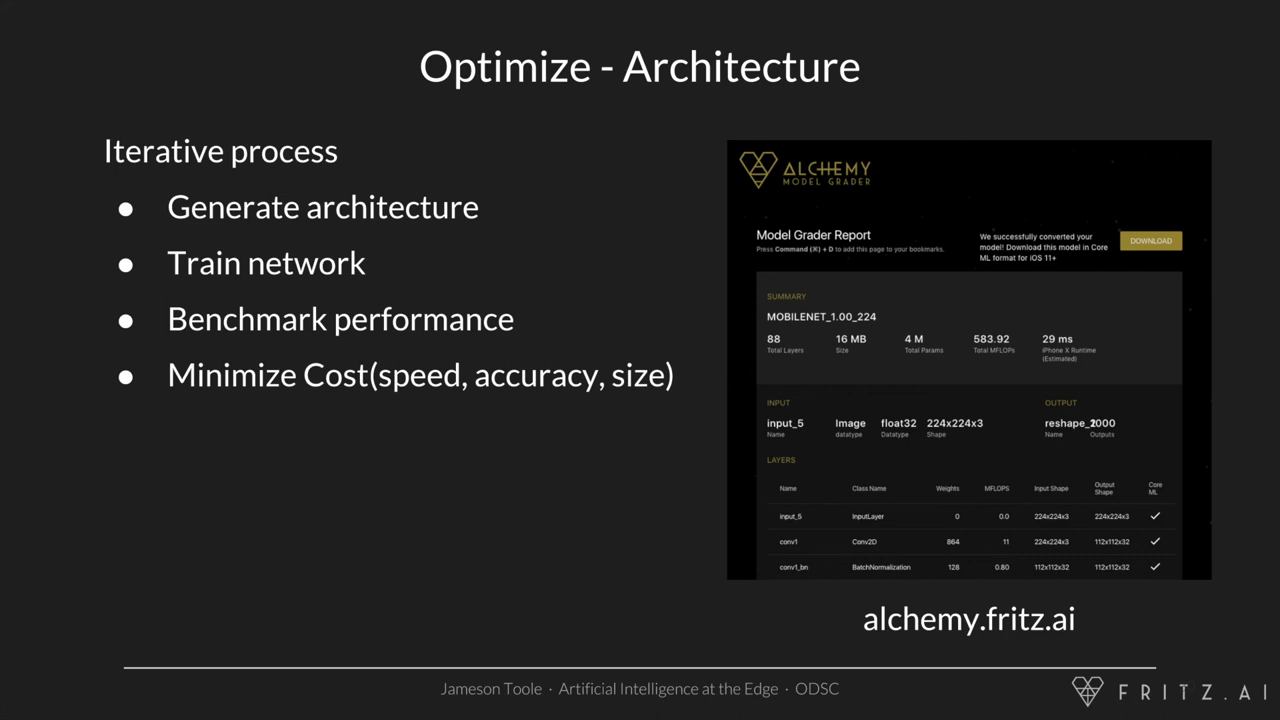 Optimize - Architecture
Iterative process
● Generate architecture
● Train network
● Benchmark performance
● Minimize Cost(speed, accuracy, size)
ALCHEMY
MODEL GRADER
Model Grader Report
Press Command (⌘) + D to add this page to your bookmarks.
We successfully converted your
model! Download this model in Core
ML format for iOS 11+
DOWNLOAD
SUMMARY
MOBILENET_1.00_224
88 16 MB 4 M 583.92 29 ms
Total Layers Size Total Params Total MFLOPs iPhone X Runtime
(Estimated)
INPUT OUTPUT
input_5 Image float32 224x224x3 reshape_2 1000
Name datatype Datatype Shape Name Outputs
LAYERS
Name Class Name Weights MFLOPS Input Shape Output Shape Core ML
input_5 InputLayer 0 0.0 224x224x3 224x224x3 ✓
conv1 Conv2D 864 11 224x224x3 112x112x32 ✓
conv1_bn BatchNormalization 128 0.80 112x112x32 112x112x32 ✓
alchemy.fritz.ai
Jameson Toole · Artificial Intelligence at the Edge · ODSC
FRITZ.AI